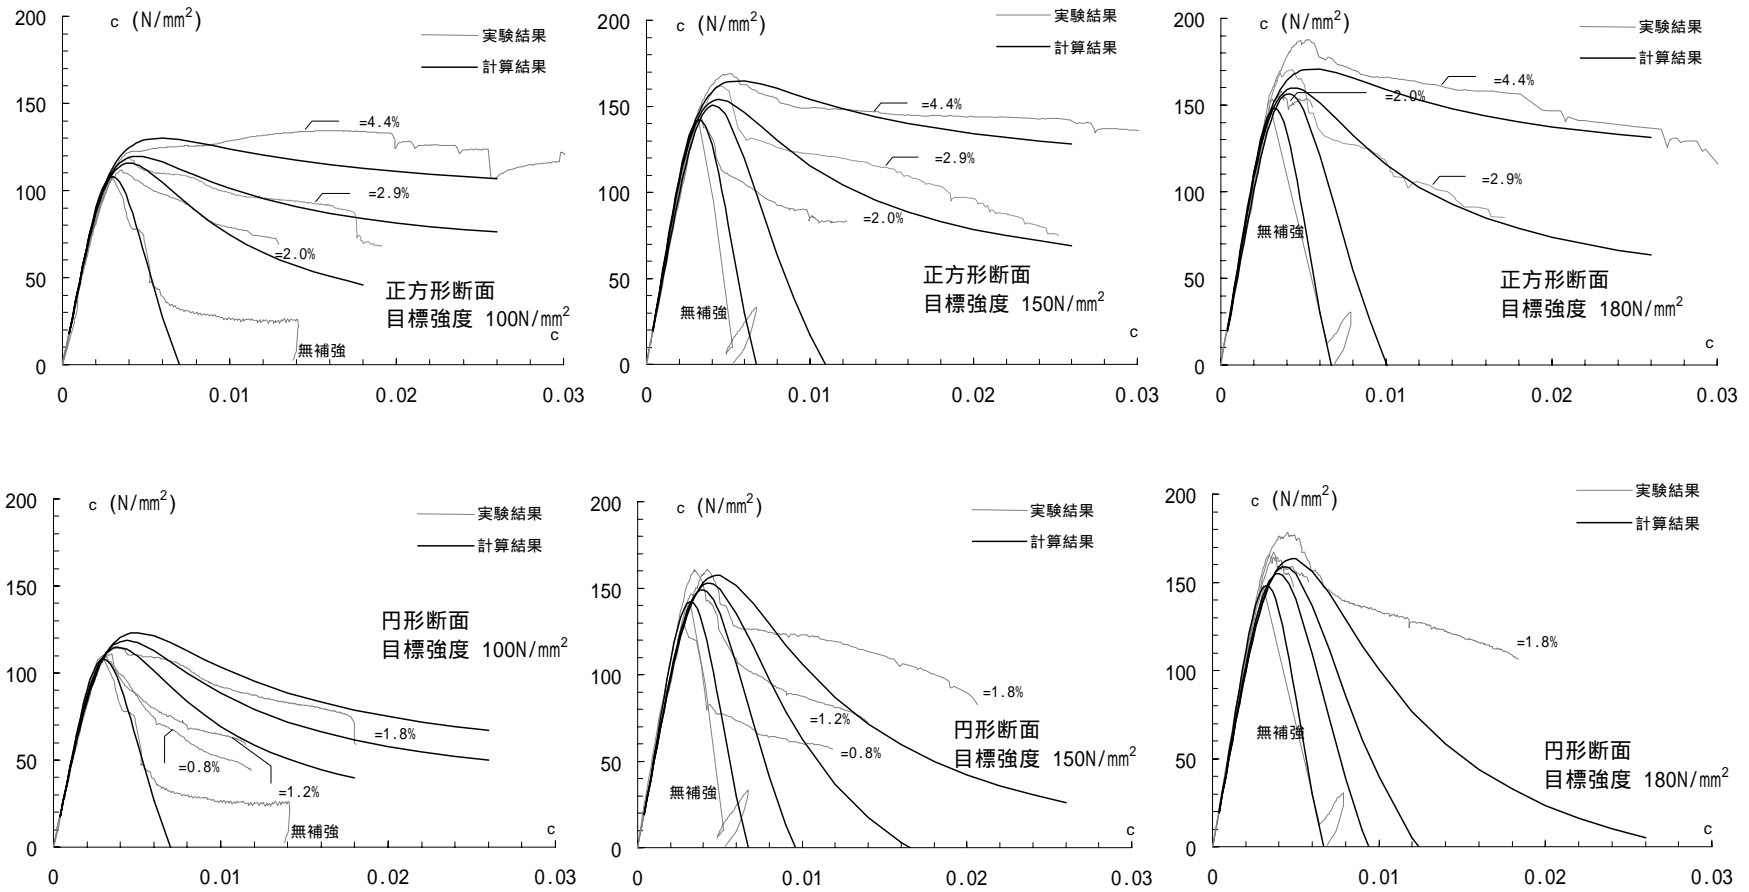 c (N/mm²)
実験結果
計算結果
200
150
100
50
0
=4.4%
=2.9%
=2.0%
正方形断面
目標強度 100N/mm²
c
無補強
0 0.01 0.02 0.03
c (N/mm²)
実験結果
計算結果
200
150
100
50
0
=4.4%
=2.9%
=2.0%
正方形断面
目標強度 150N/mm²
無補強
c
0 0.01 0.02 0.03
c (N/mm²)
実験結果
計算結果
200
150
100
50
0
=4.4%
=2.0%
=2.9%
無補強
正方形断面
目標強度 180N/mm²
c
0 0.01 0.02 0.03
c (N/mm²)
実験結果
計算結果
200
150
100
50
0
円形断面
目標強度 100N/mm²
=1.8%
=0.8%
=1.2%
無補強
c
0 0.01 0.02 0.03
c (N/mm²)
実験結果
計算結果
200
150
100
50
0
=1.8%
=1.2%
=0.8%
円形断面
目標強度 150N/mm²
無補強
c
0 0.01 0.02 0.03
c (N/mm²)
実験結果
計算結果
200
150
100
50
0
=1.8%
無補強
円形断面
目標強度 180N/mm²
c
0 0.01 0.02 0.03